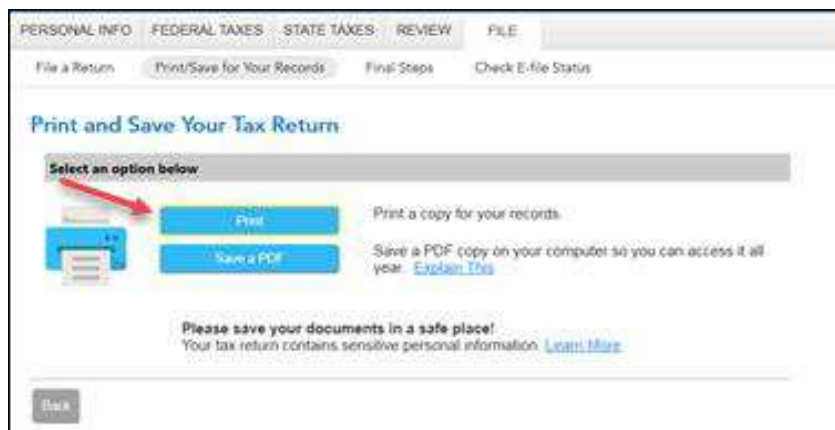 PERSONAL INFO FEDERAL TAXES STATE TAXES REVIEW FILE
File a Return Print/Save for Your Records Final Steps Check E-file Status
Print and Save Your Tax Return
Select an option below
Print Print a copy for your records.
Save a PDF Save a PDF copy on your computer so you can access it all
year. Explain This
Please save your documents in a safe place!
Your tax return contains sensitive personal information. Learn More
Back